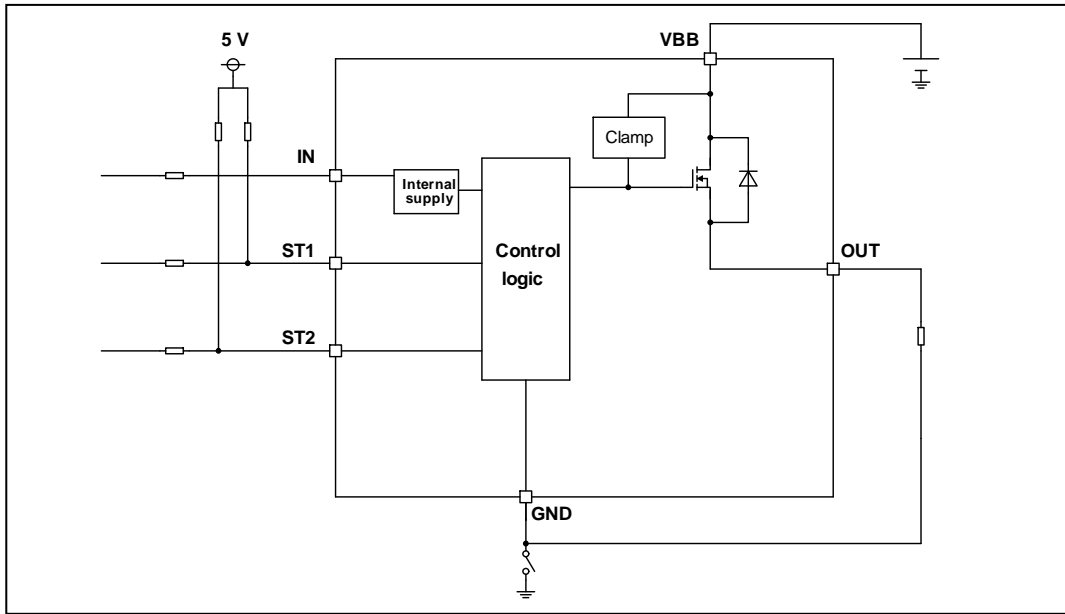 5 V
VBB
Clamp
IN
Internal
supply
ST1
Control
logic
OUT
ST2
GND